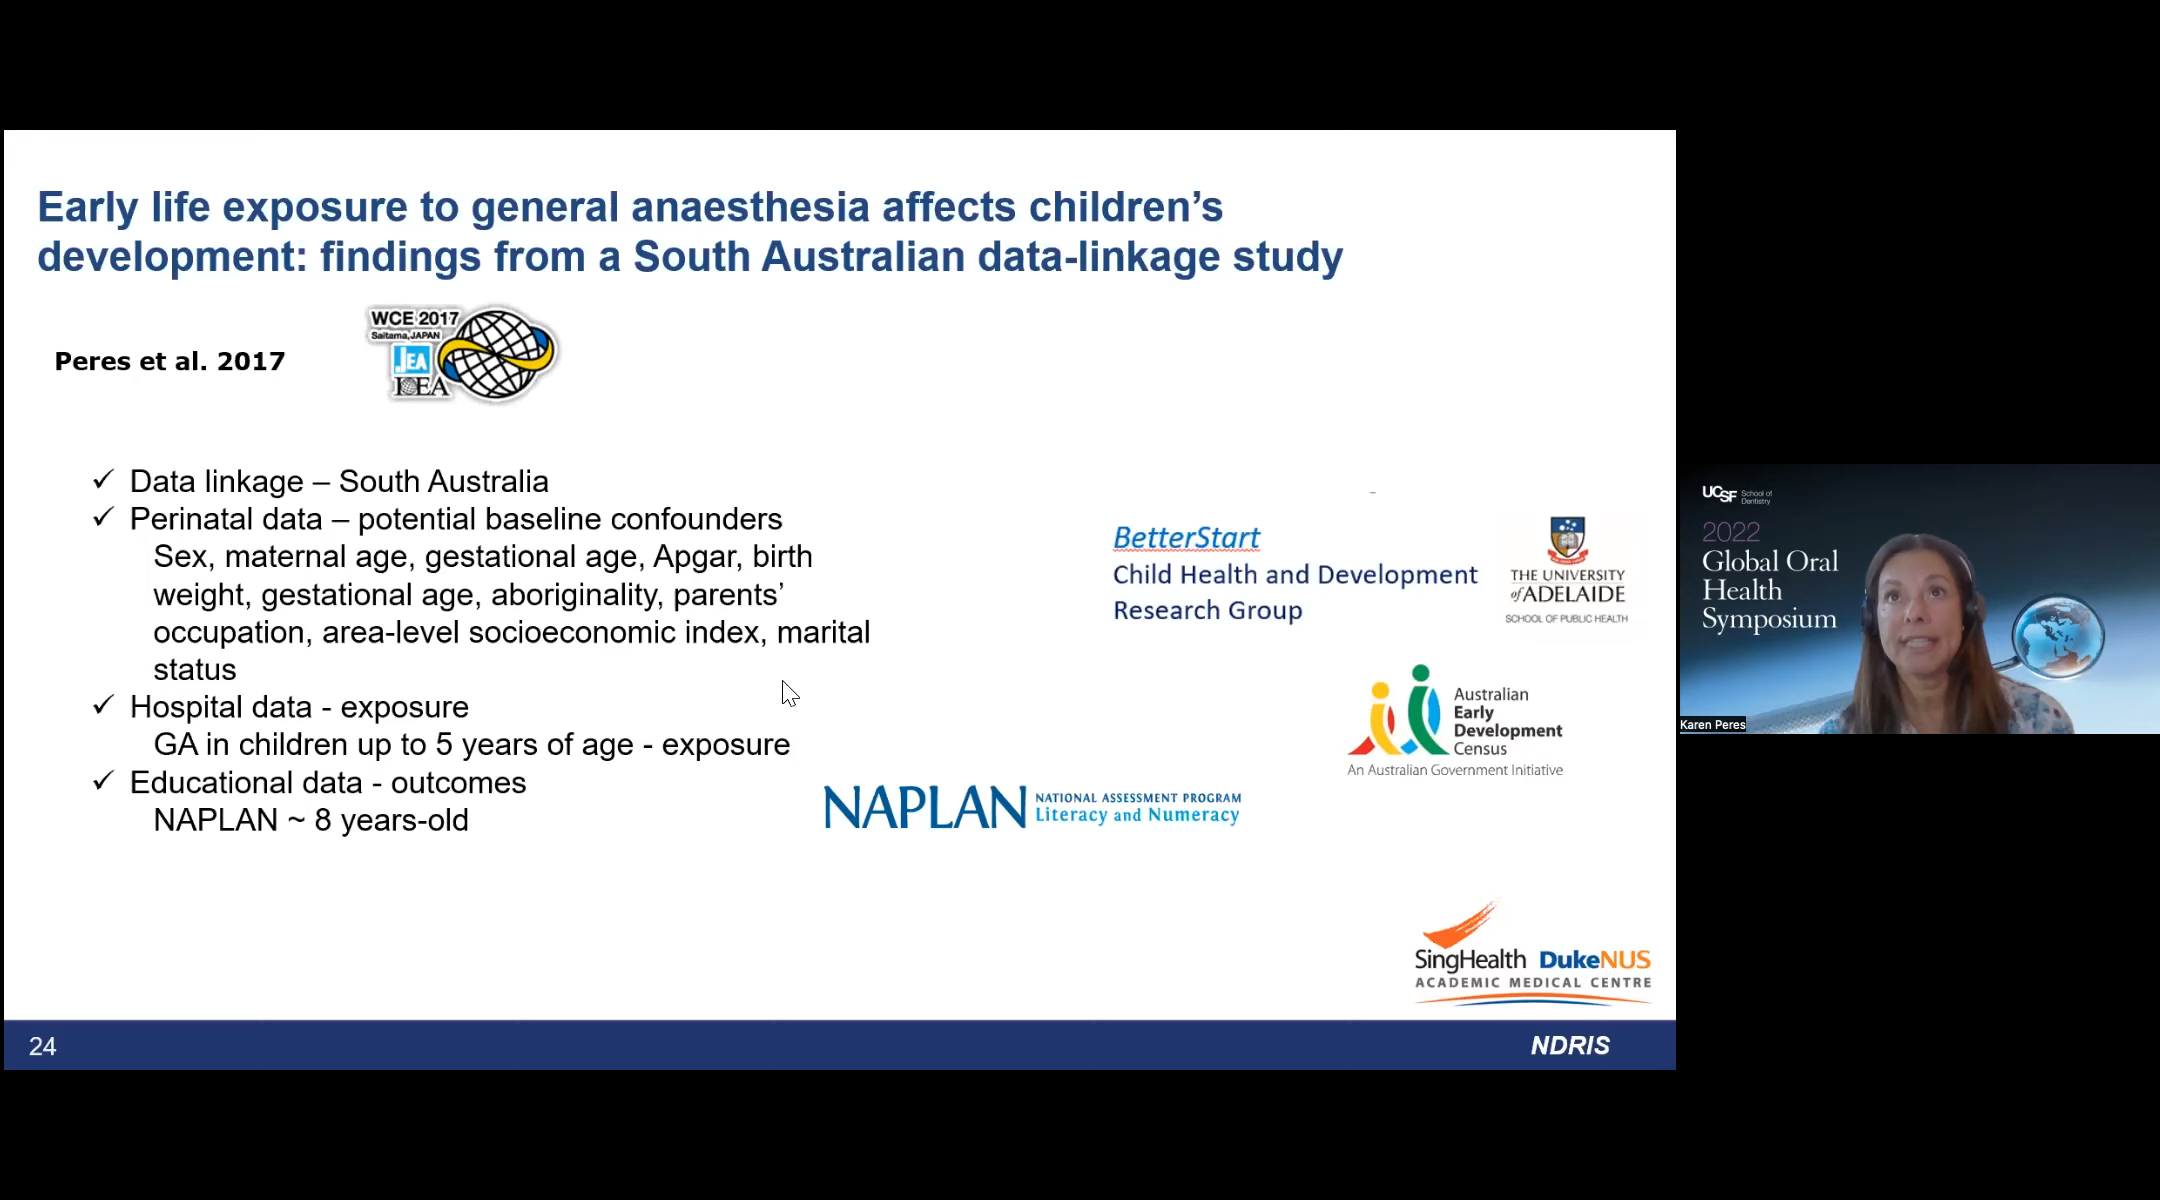 Early life exposure to general anaesthesia affects children's
development: findings from a South Australian data-linkage study
Peres et al. 2017
WCE 2017
Saitama, JAPAN
JEA
IEA
✓ Data linkage – South Australia
✓ Perinatal data – potential baseline confounders
Sex, maternal age, gestational age, Apgar, birth
weight, gestational age, aboriginality, parents'
occupation, area-level socioeconomic index, marital
status
✓ Hospital data - exposure
GA in children up to 5 years of age - exposure
✓ Educational data - outcomes
NAPLAN ~ 8 years-old
BetterStart
Child Health and Development
Research Group
THE UNIVERSITY
of ADELAIDE
SCHOOL OF PUBLIC HEALTH
Australian
Early
Development
Census
An Australian Government Initiative
NAPLAN
NATIONAL ASSESSMENT PROGRAM
Literacy and Numeracy
SingHealth DukeNUS
ACADEMIC MEDICAL CENTRE
24
NDRIS
UCSF School of
Dentistry
2022
Global Oral
Health
Symposium
Karen Peres